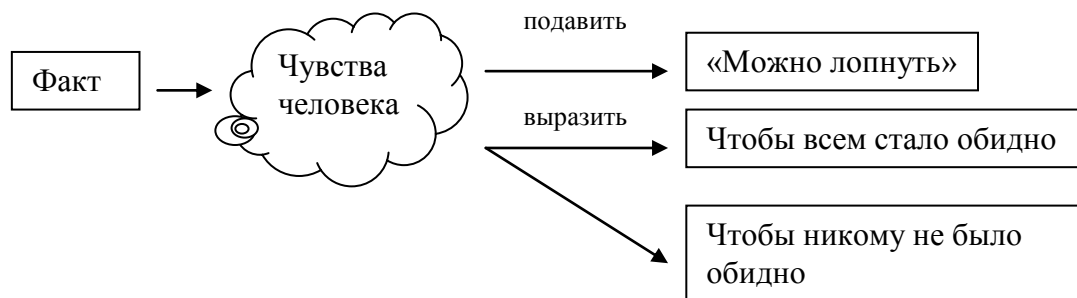 Факт
Чувства
человека
подавить
«Можно лопнуть»
выразить
Чтобы всем стало обидно
Чтобы никому не было
обидно